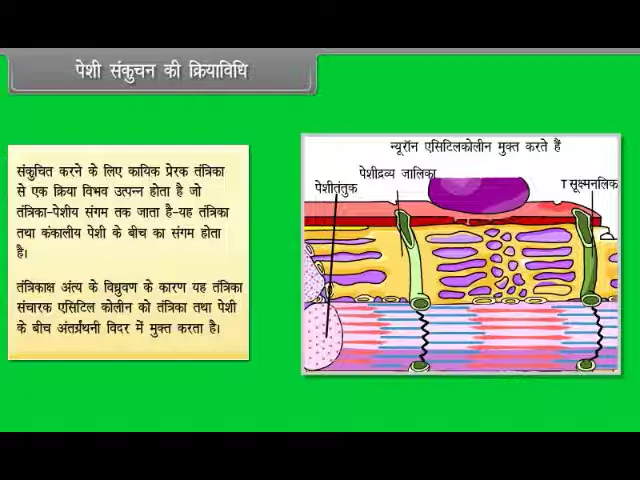 पेशी संकुचन की क्रियाविधि
संकुचित करने के लिए कायिक प्रेरक तंत्रिका
से एक क्रिया विभव उत्पन्न होता है जो
तंत्रिका-पेशीय संगम तक जाता है-यह तंत्रिका
तथा कंकालीय पेशी के बीच का संगम होता
है।
तंत्रिकाक्ष अंत्य के विध्रुवण के कारण यह तंत्रिका
संचारक एसिटिल कोलीन को तंत्रिका तथा पेशी
के बीच अंतर्ग्रंथनी विदर में मुक्त करता है।
न्यूरॉन एसिटिलकोलीन मुक्त करते हैं
पेशीद्रव्य जालिका
पेशीतंतुक
T सूक्ष्मनलिक